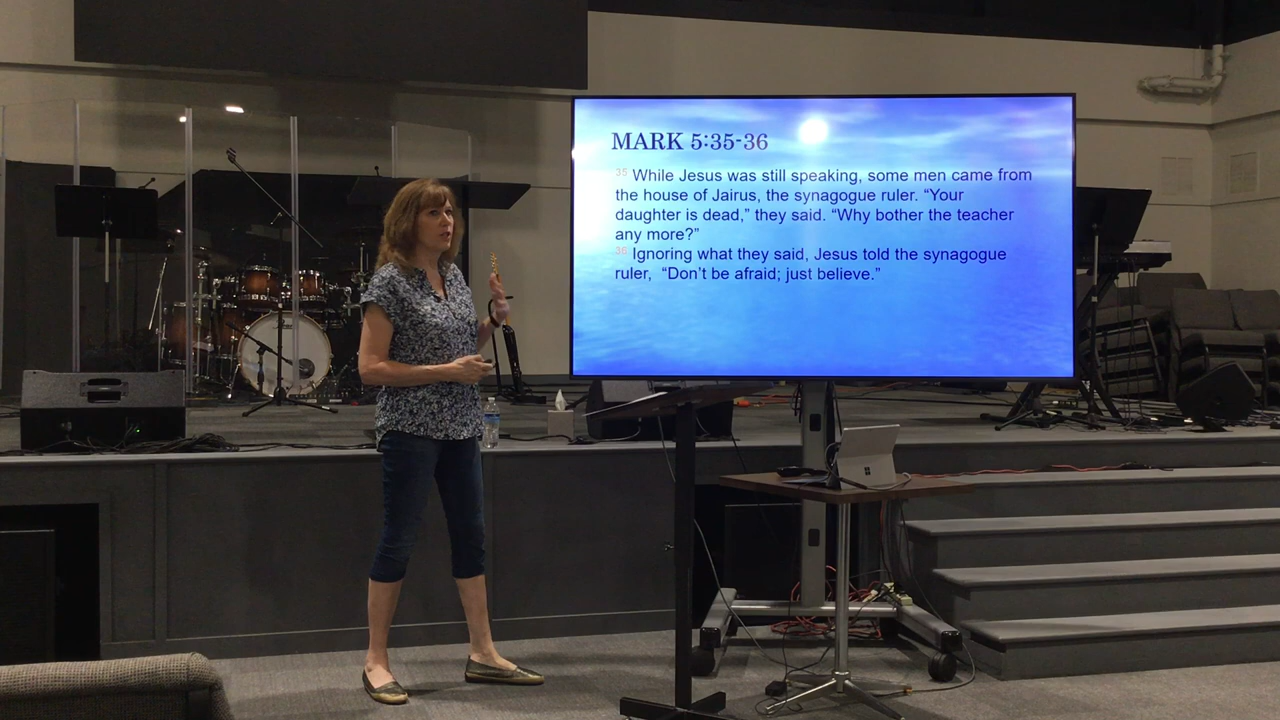 MARK 5:35-36
35 While Jesus was still speaking, some men came from
the house of Jairus, the synagogue ruler. “Your
daughter is dead,” they said. “Why bother the teacher
any more?”
36 Ignoring what they said, Jesus told the synagogue
ruler,  “Don’t be afraid; just believe.”